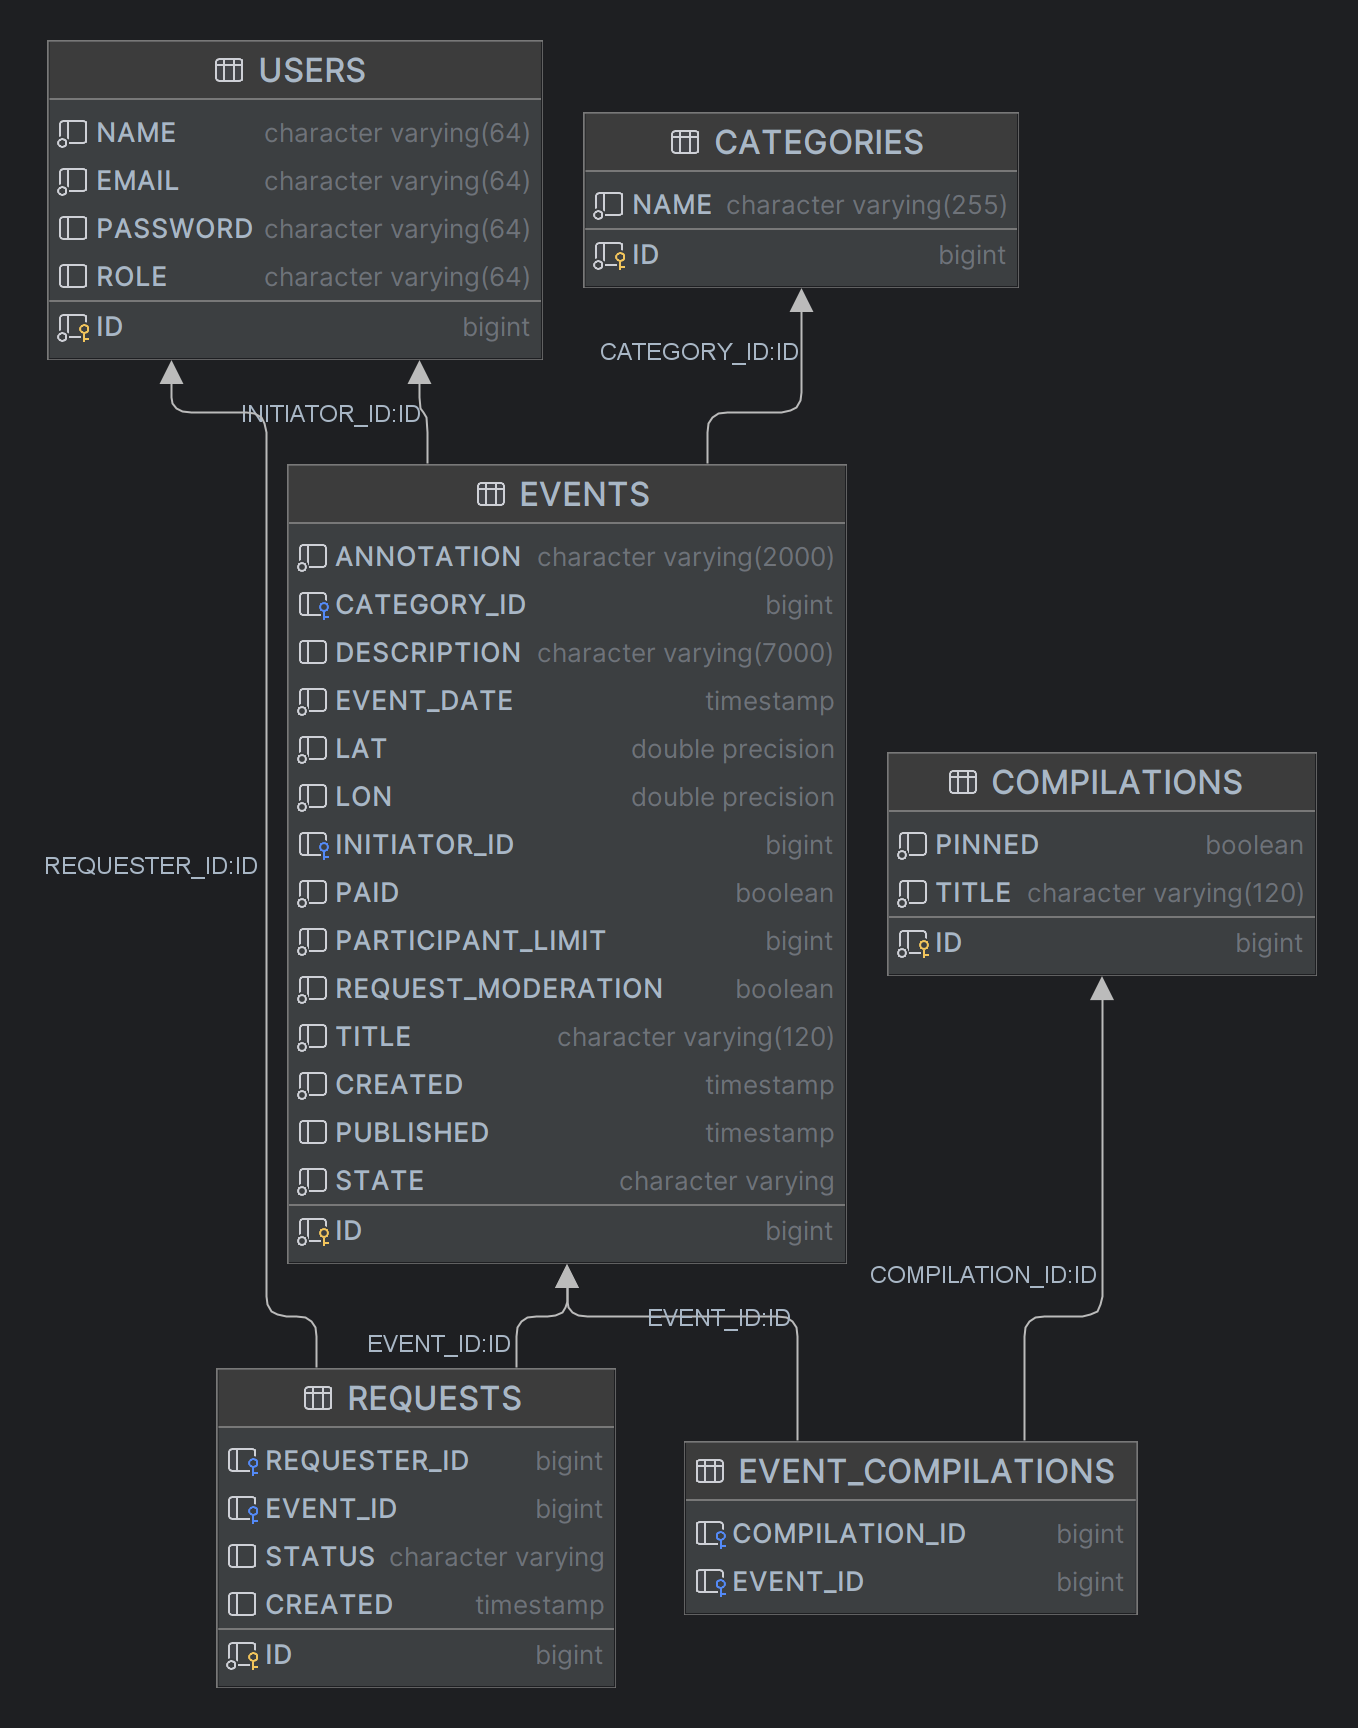 USERS
NAME character varying(64)
EMAIL character varying(64)
PASSWORD character varying(64)
ROLE character varying(64)
ID bigint
CATEGORIES
NAME character varying(255)
ID bigint
CATEGORY_ID:ID
INITIATOR_ID:ID
EVENTS
ANNOTATION character varying(2000)
CATEGORY_ID bigint
DESCRIPTION character varying(7000)
EVENT_DATE timestamp
LAT double precision
LON double precision
INITIATOR_ID bigint
PAID boolean
PARTICIPANT_LIMIT bigint
REQUEST_MODERATION boolean
TITLE character varying(120)
CREATED timestamp
PUBLISHED timestamp
STATE character varying
ID bigint
REQUESTER_ID:ID
COMPILATIONS
PINNED boolean
TITLE character varying(120)
ID bigint
COMPILATION_ID:ID
EVENT_ID:ID
EVENT_ID:ID
REQUESTS
REQUESTER_ID bigint
EVENT_ID bigint
STATUS character varying
CREATED timestamp
ID bigint
EVENT_COMPILATIONS
COMPILATION_ID bigint
EVENT_ID bigint